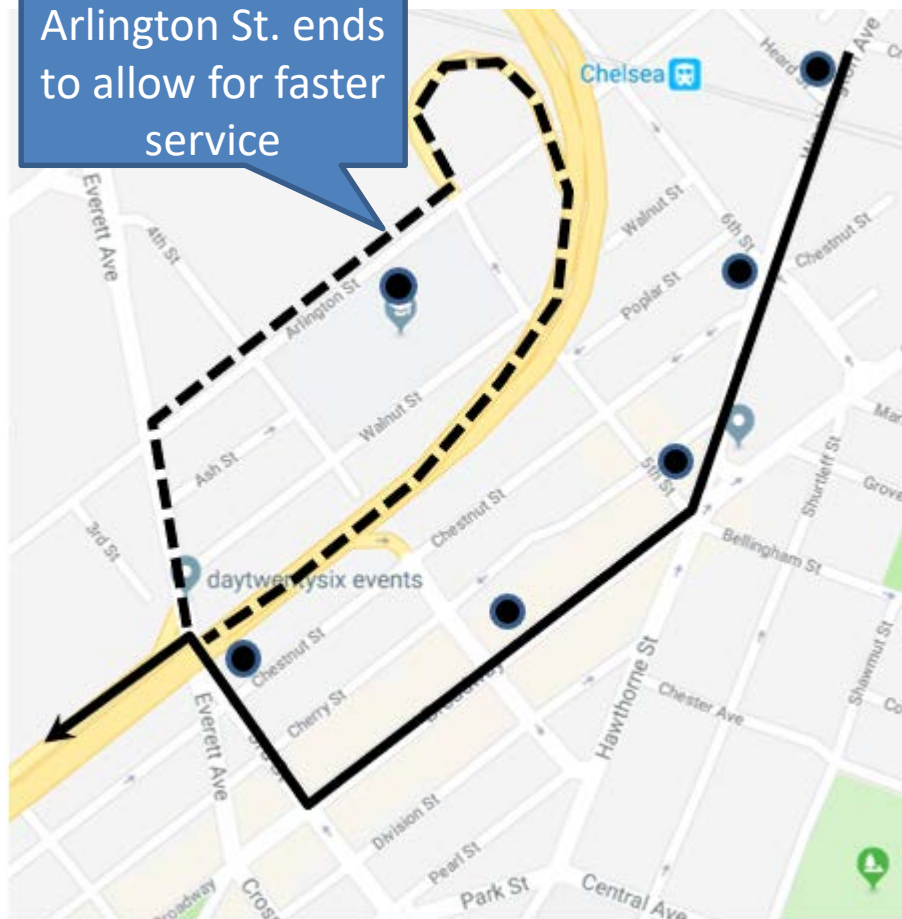 Arlington St. ends
to allow for faster
service
Chelsea
Heard St
Everett Ave
4th St
Walnut St
6th St
Chestnut St
Poplar St
Arlington St
Walnut St
Ash St
3rd St
5th St
Chestnut St
Shurtleff St
Grove
Bellingham St
daytwentysix events
Chestnut St
Cherry St
Hawthorne St
Chester Ave
Shawmut St
Everett Ave
Division St
Pearl St
Park St
Central Ave
Broadway